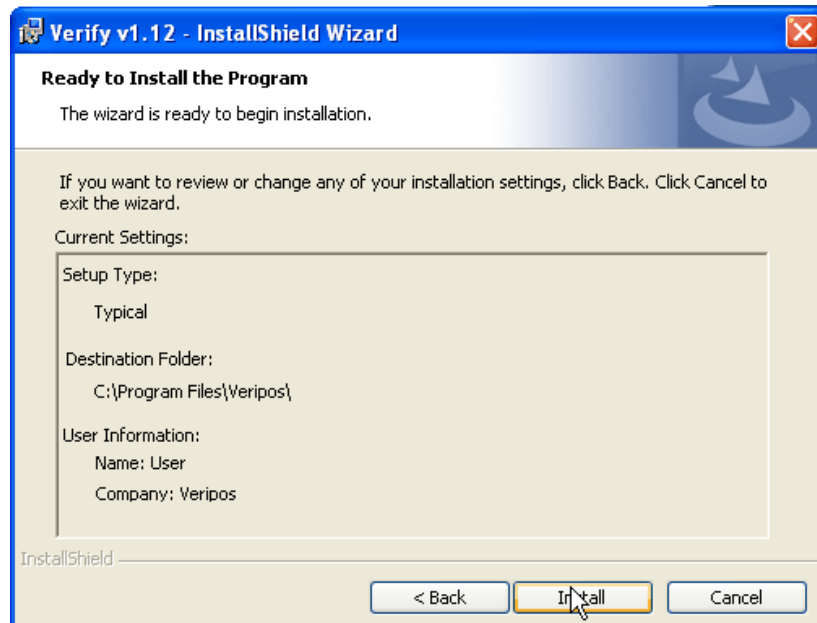 Verify v1.12 - InstallShield Wizard
Ready to Install the Program
The wizard is ready to begin installation.
If you want to review or change any of your installation settings, click Back. Click Cancel to
exit the wizard.
Current Settings:
Setup Type:
Typical
Destination Folder:
C:\Program Files\Veripos\
User Information:
Name: User
Company: Veripos
InstallShield
< Back
Install
Cancel